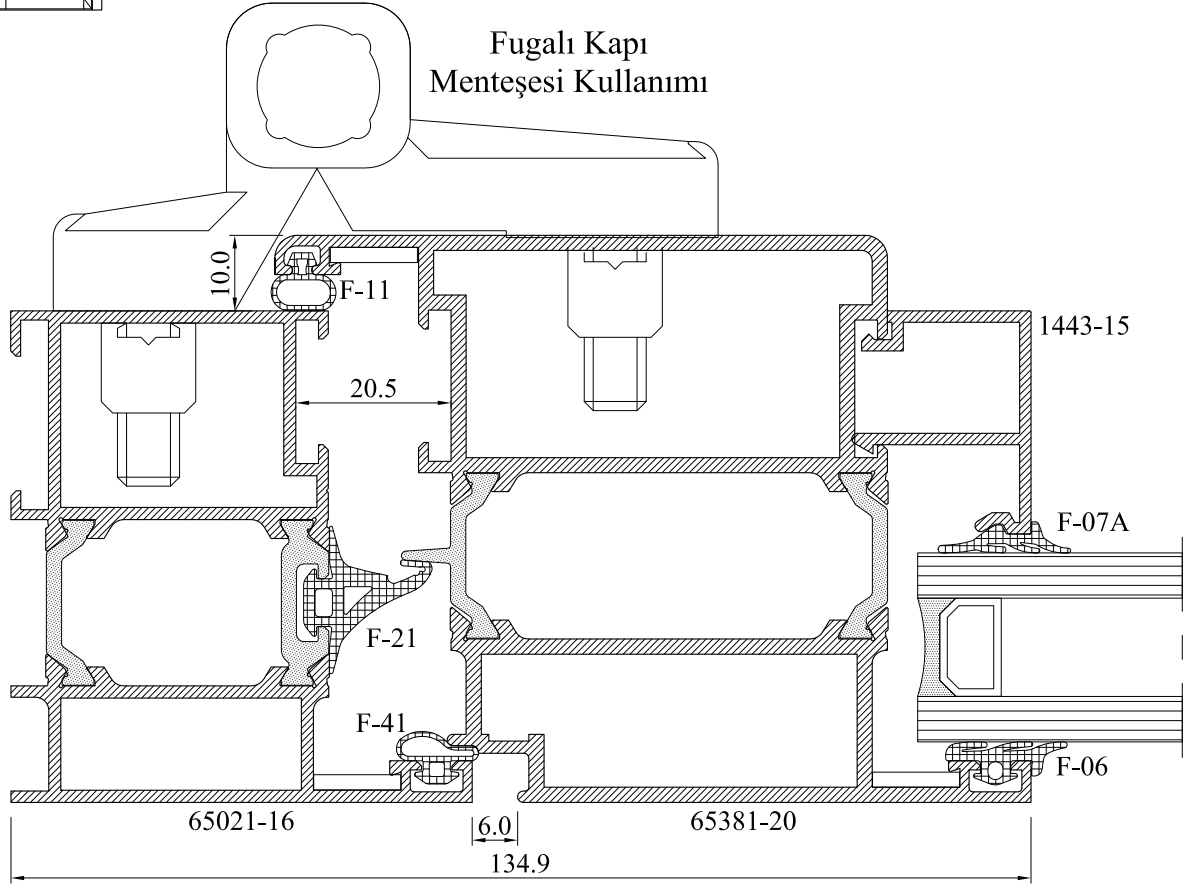 Fugalı Kapı
Menteşesi Kullanımı
10.0
F-11
1443-15
20.5
F-07A
F-21
F-41
F-06
65021-16
6.0
65381-20
134.9